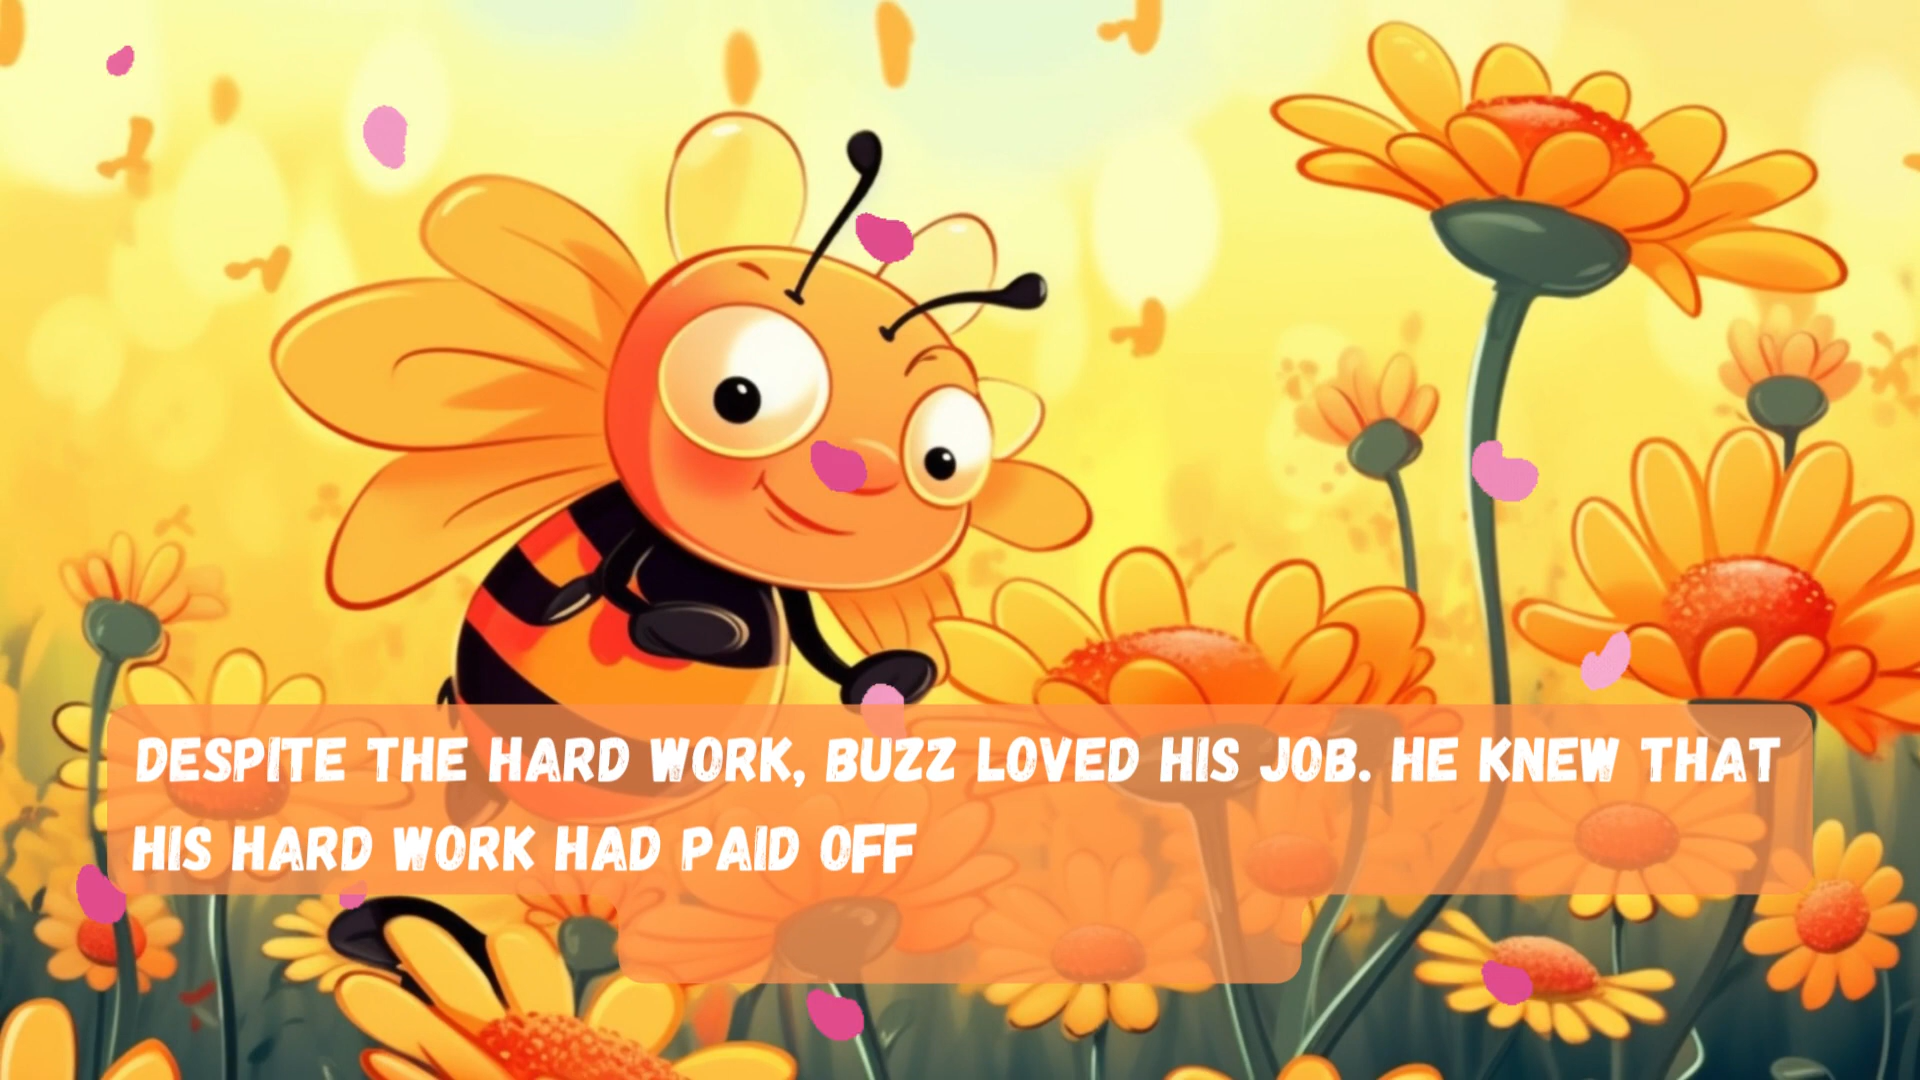 DESPITE THE HARD WORK, BUZZ LOVED HIS JOB. HE KNEW THAT
HIS HARD WORK HAD PAID OFF